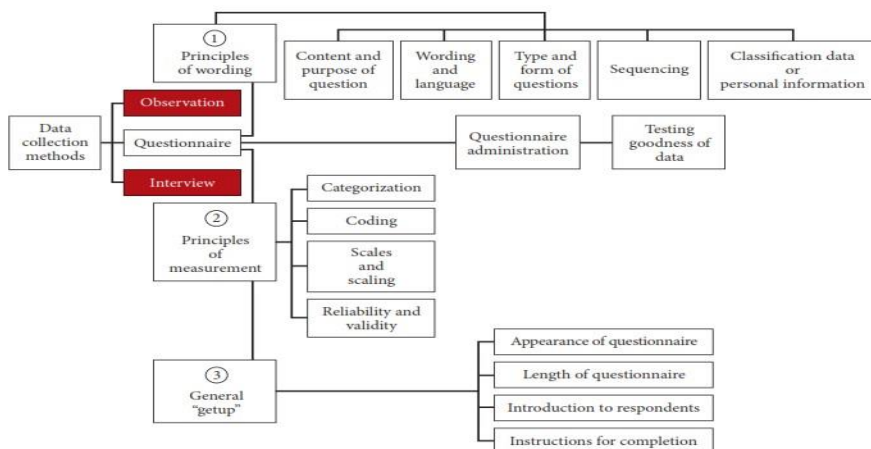 1
Principles
of wording
Content and
purpose of
question
Wording
and
language
Type and
form of
questions
Sequencing
Classification data
or
personal information
Observation
Data
collection
methods
Questionnaire
Questionnaire
administration
Testing
goodness of
data
Interview
2
Principles
of
measurement
Categorization
Coding
Scales
and
scaling
Reliability and
validity
3
General
"getup"
Appearance of questionnaire
Length of questionnaire
Introduction to respondents
Instructions for completion